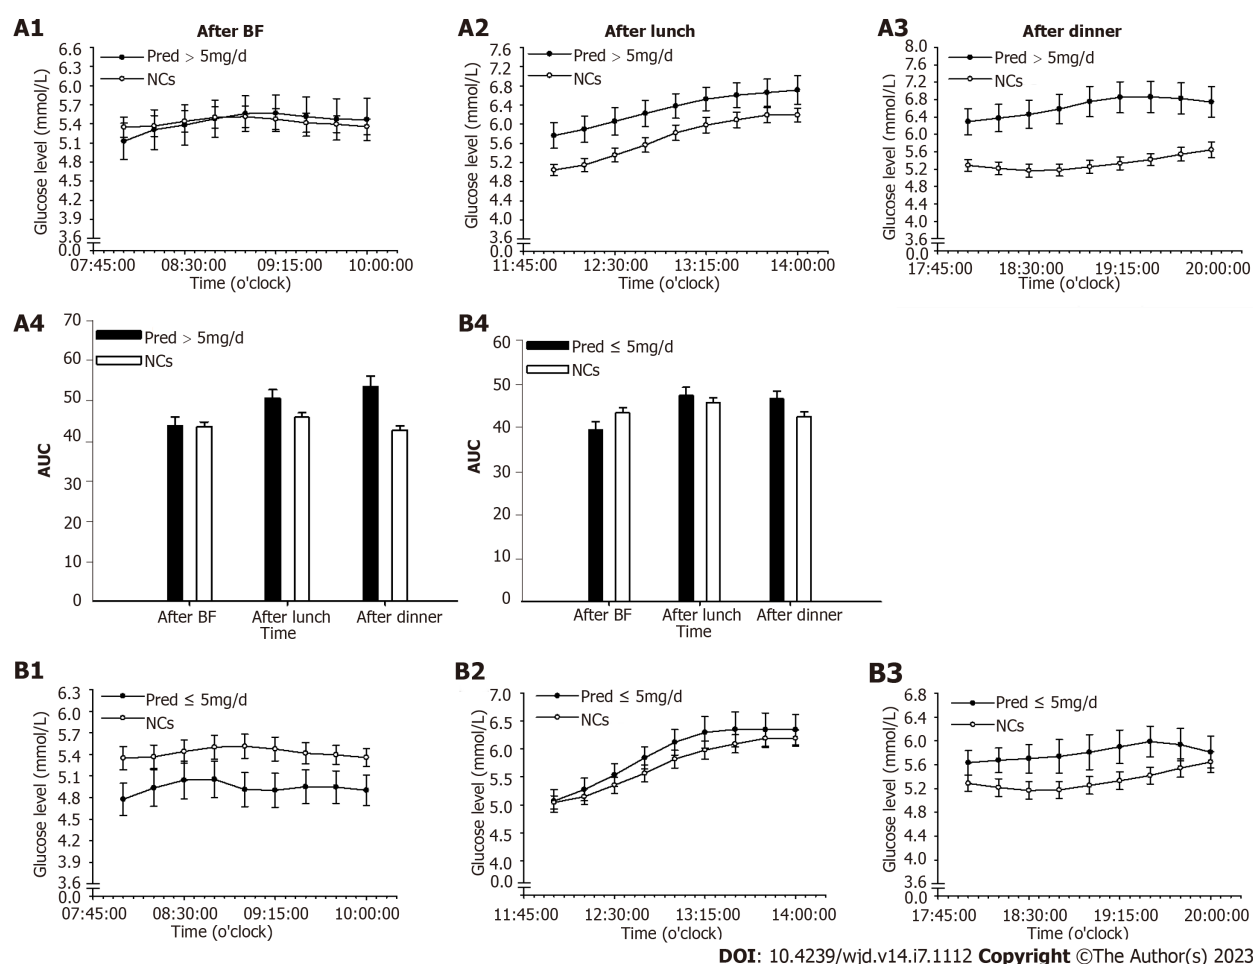 A1
After BF
Pred > 5mg/d
NCs
Glucose level (mmol/L)
6.6
6.3
6.0
5.7
5.4
5.1
4.8
4.5
4.2
3.9
3.6
0.0
07:45:00 08:30:00 09:15:00 10:00:00
Time (o'clock)
A2
After lunch
Pred > 5mg/d
NCs
Glucose level (mmol/L)
7.6
7.2
6.8
6.4
6.0
5.6
5.2
4.8
4.4
4.0
3.6
0.0
11:45:00 12:30:00 13:15:00 14:00:00
Time (o'clock)
A3
After dinner
Pred > 5mg/d
NCs
Glucose level (mmol/L)
8.0
7.6
7.2
6.8
6.4
6.0
5.6
5.2
4.8
4.4
4.0
3.6
0.0
17:45:00 18:30:00 19:15:00 20:00:00
Time (o'clock)
A4
Pred > 5mg/d
NCs
AUC
70
60
50
40
30
20
10
0
After BF After lunch After dinner
Time
B4
Pred ≤ 5mg/d
NCs
AUC
60
50
40
30
20
10
0
After BF After lunch After dinner
Time
B1
Pred ≤ 5mg/d
NCs
Glucose level (mmol/L)
6.3
6.0
5.7
5.4
5.1
4.8
4.5
4.2
3.9
3.6
0.0
07:45:00 08:30:00 09:15:00 10:00:00
Time (o'clock)
B2
Pred ≤ 5mg/d
NCs
Glucose level (mmol/L)
7.0
6.5
6.0
5.5
5.0
4.5
4.0
0.0
11:45:00 12:30:00 13:15:00 14:00:00
Time (o'clock)
B3
Pred ≤ 5mg/d
NCs
Glucose level (mmol/L)
6.8
6.4
6.0
5.6
5.2
4.8
4.4
4.0
3.6
0.0
17:45:00 18:30:00 19:15:00 20:00:00
Time (o'clock)
DOI: 10.4239/wjd.v14.i7.1112 Copyright ©The Author(s) 2023